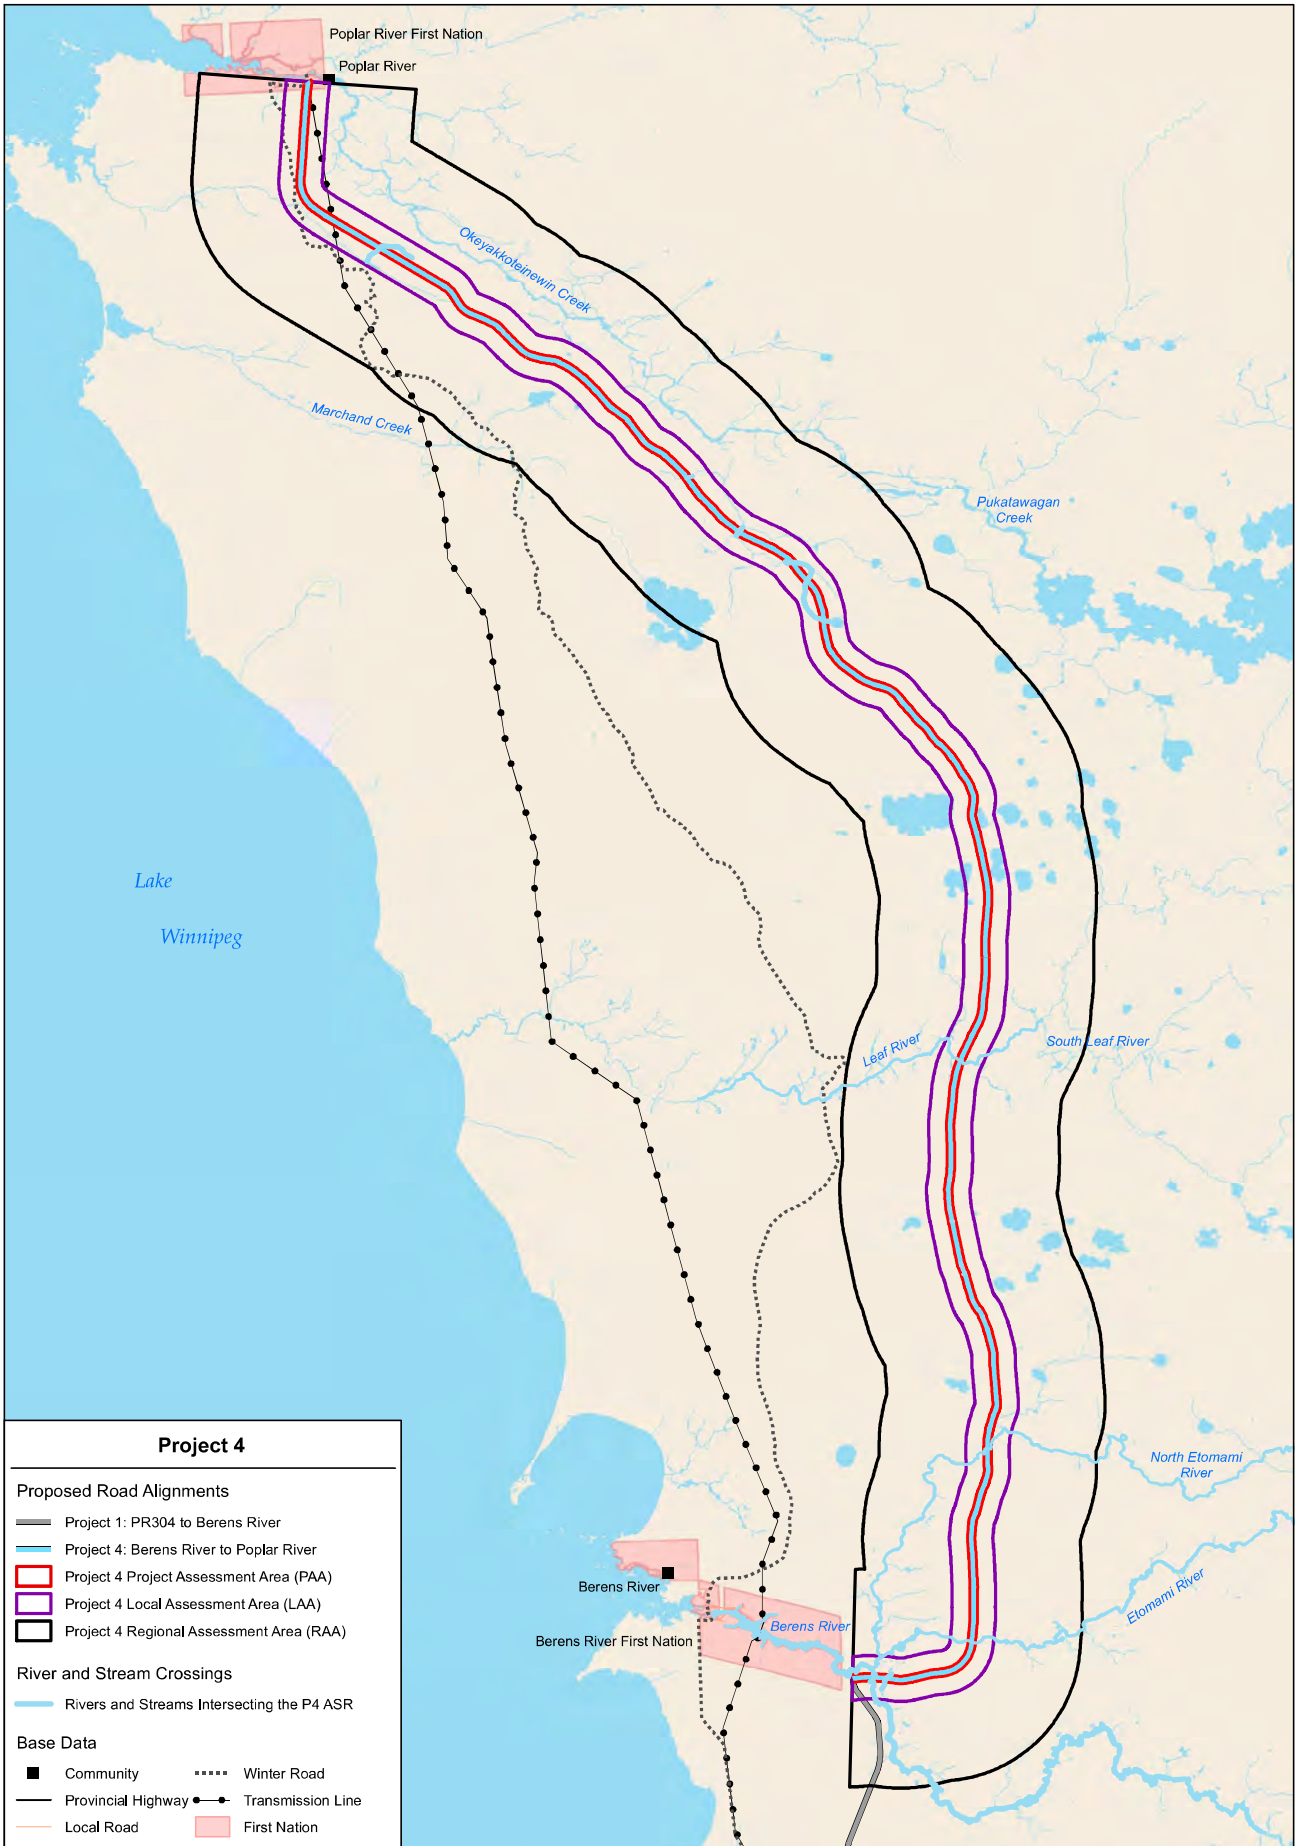 Poplar River First Nation
Poplar River
Okeyakkoteinewin Creek
Marchand Creek
Pukatawagan
Creek
Lake
Winnipeg
Leaf River
South Leaf River
North Etomami
River
Etomami River
Berens River
Berens River
Berens River First Nation
Project 4
Proposed Road Alignments
Project 1: PR304 to Berens River
Project 4: Berens River to Poplar River
Project 4 Project Assessment Area (PAA)
Project 4 Local Assessment Area (LAA)
Project 4 Regional Assessment Area (RAA)
River and Stream Crossings
Rivers and Streams Intersecting the P4 ASR
Base Data
Community
Winter Road
Provincial Highway
Transmission Line
Local Road
First Nation